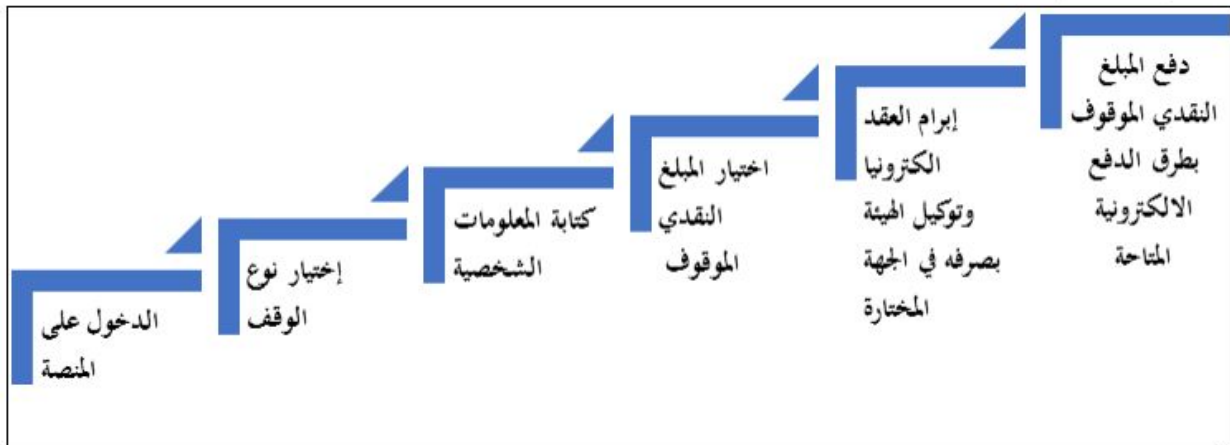 الدخول على
المنصة
إختيار نوع
الوقف
كتابة المعلومات
الشخصية
اختيار المبلغ
النقدي
الموقوف
إبرام العقد
الكترونيا
وتوكيل الهيئة
بصرفه في الجهة
المختارة
دفع المبلغ
النقدي الموقوف
بطرق الدفع
الالكترونية
المتاحة